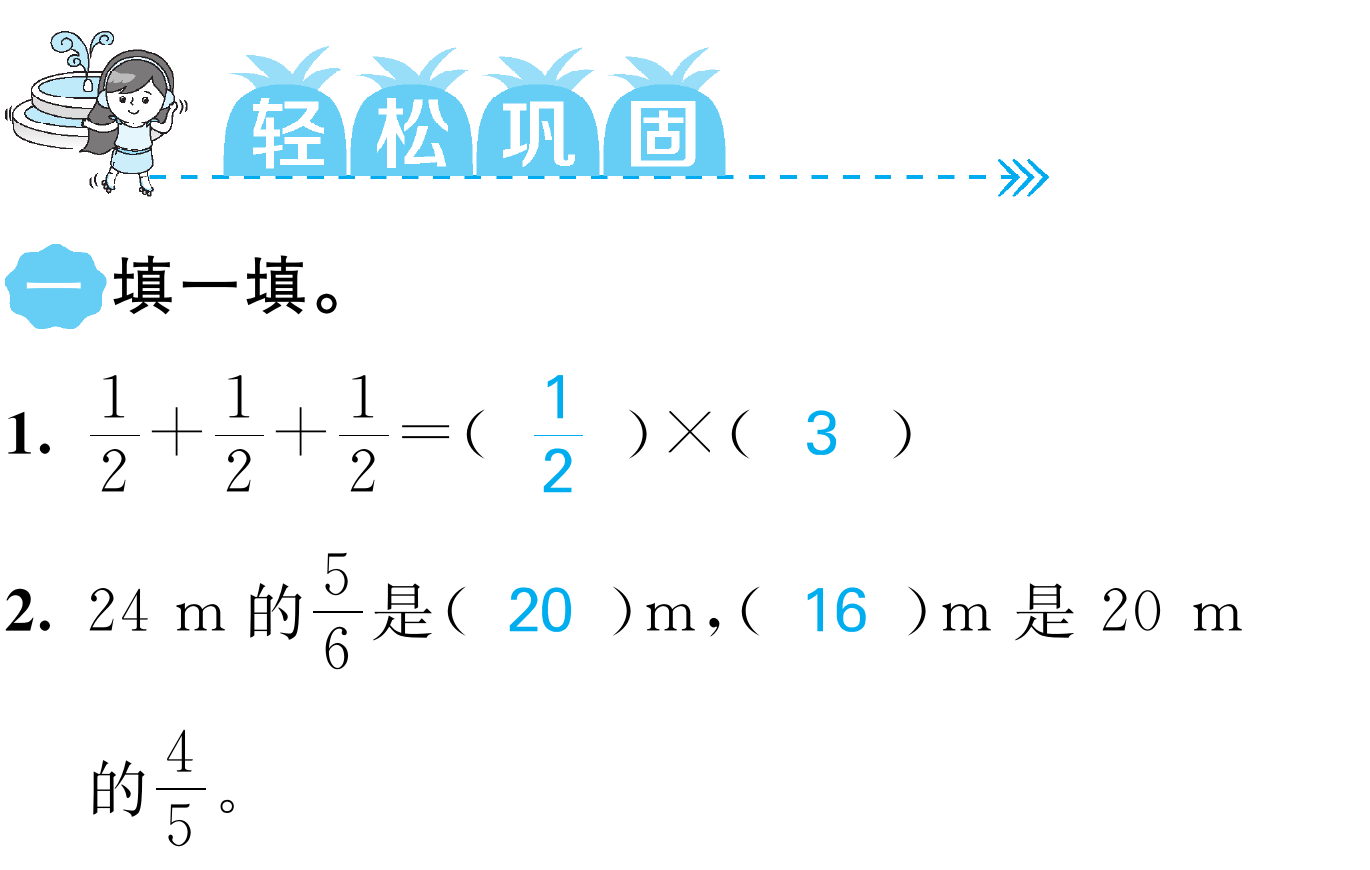 轻松巩固
一 填一填。
1. 1/2+1/2+1/2=( 1/2 )×( 3 )
2. 24 m 的5/6是( 20 )m,( 16 )m 是 20 m
的4/5。